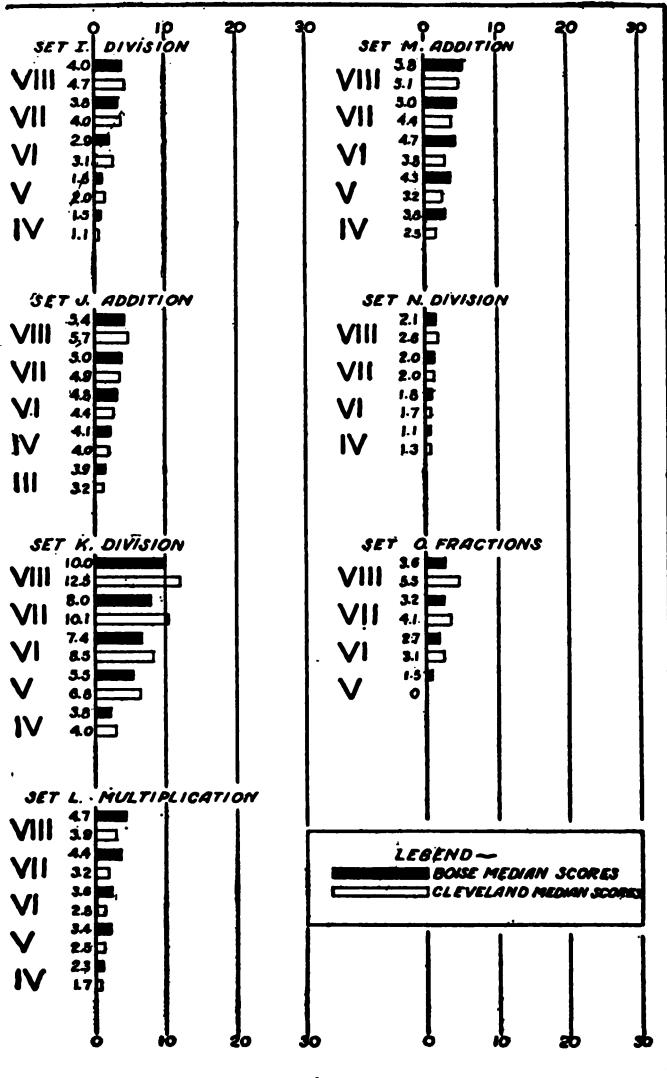 0 10 20 30
SET I. DIVISION
VIII 4.0
4.7
VII 3.8
4.0
VI 2.9
3.1
V 1.8
2.0
IV 1.5
1.1
SET J. ADDITION
VIII 5.4
5.7
VII 5.0
4.9
VI 4.8
4.4
IV 4.1
4.0
III 3.9
3.2
SET K. DIVISION
VIII 10.0
12.5
VII 8.0
10.1
VI 7.4
8.5
V 5.5
6.8
IV 3.8
4.0
SET L. MULTIPLICATION
VIII 4.7
3.9
VII 4.4
3.2
VI 3.6
2.8
V 3.4
2.5
IV 2.3
1.7
0 10 20 30
0 10 20 30
SET M. ADDITION
VIII 5.8
5.1
VII 5.0
4.4
VI 4.7
3.8
V 4.3
3.2
IV 3.8
2.5
SET N. DIVISION
VIII 2.1
2.6
VII 2.0
2.0
VI 1.8
1.7
IV 1.1
1.3
SET O. FRACTIONS
VIII 3.6
5.5
VII 3.2
4.1
VI 2.7
3.1
V 1.5
0
LEGEND~
BOISE MEDIAN SCORES
CLEVELAND MEDIAN SCORES
0 10 20 30